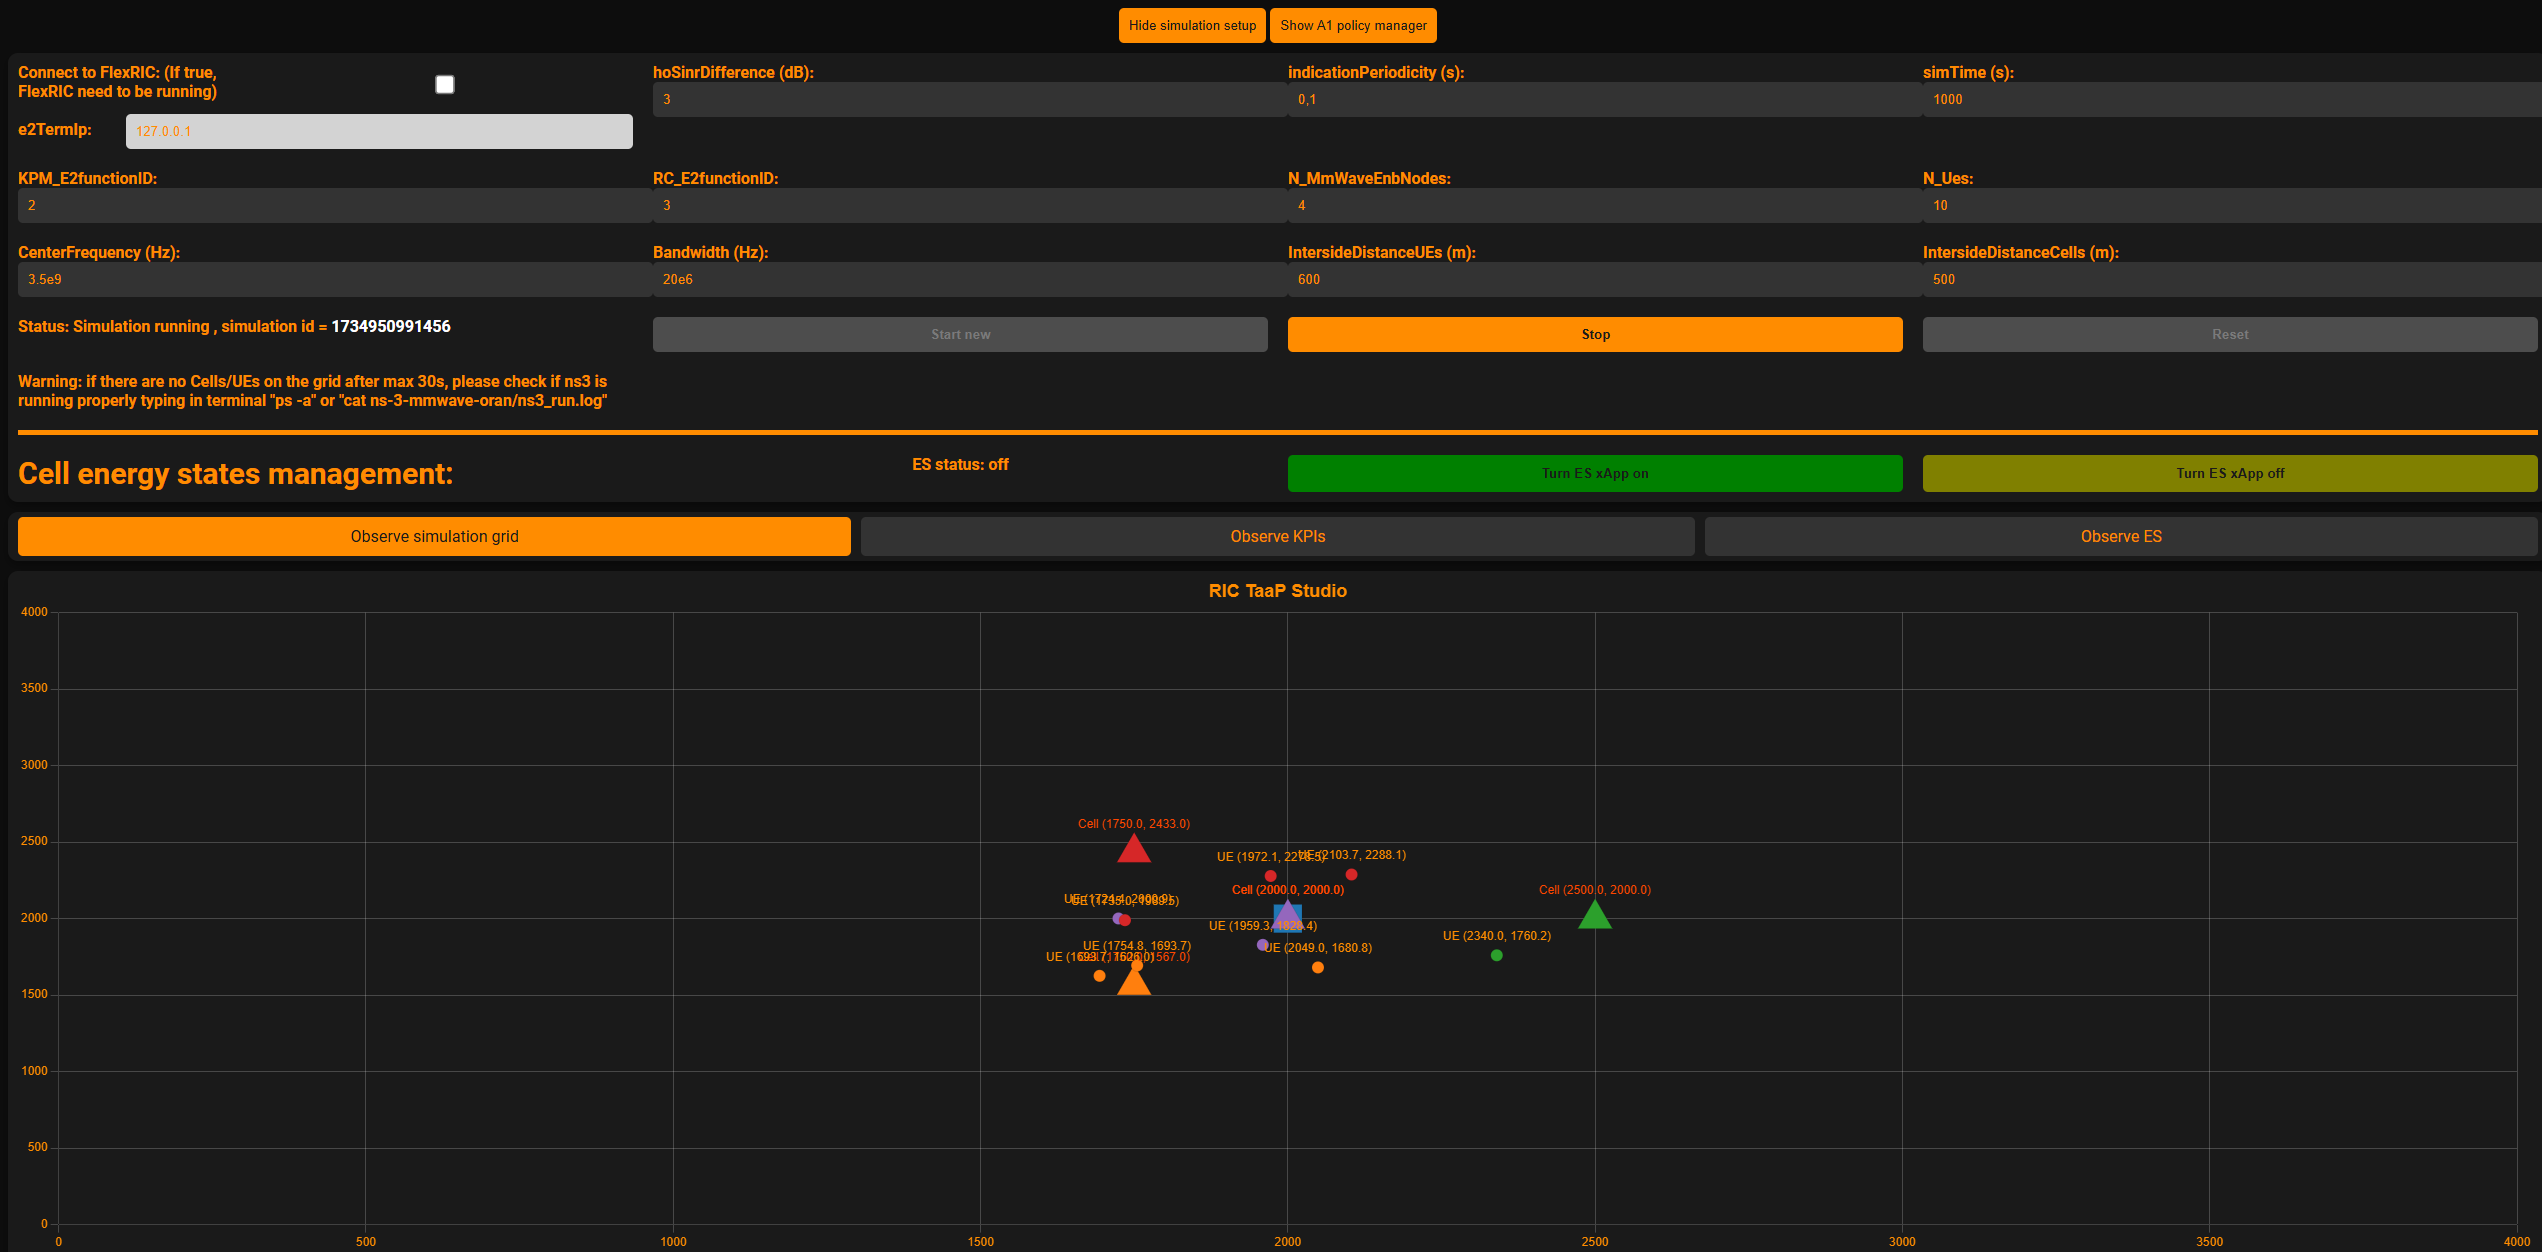 Hide simulation setup
Show A1 policy manager
Connect to FlexRIC: (If true,
FlexRIC need to be running)
e2TermIp:
127.0.0.1
hoSinrDifference (dB):
3
indicationPeriodicity (s):
0,1
simTime (s):
1000
KPM_E2functionID:
2
RC_E2functionID:
3
N_MmWaveEnbNodes:
4
N_Ues:
10
CenterFrequency (Hz):
3.5e9
Bandwidth (Hz):
20e6
IntersideDistanceUEs (m):
600
IntersideDistanceCells (m):
500
Status: Simulation running , simulation id = 1734950991456
Start new
Stop
Reset
Warning: if there are no Cells/UEs on the grid after max 30s, please check if ns3 is
running properly typing in terminal "ps -a" or "cat ns-3-mmwave-oran/ns3_run.log"
Cell energy states management:
ES status: off
Turn ES xApp on
Turn ES xApp off
Observe simulation grid
Observe KPIs
Observe ES
RIC TaaP Studio
4000
3500
3000
2500
2000
1500
1000
500
0
Cell (1750.0, 2433.0)
UE (1972.1,
2103.7, 2288.1)
Cell (2000.0, 2000.0)
Cell (2500.0, 2000.0)
UE (1959.3, 1828.4)
UE (2049.0, 1680.8)
UE (2340.0, 1760.2)
UE (1754.8, 1693.7)
UE
1567.0)
0
500
1000
1500
2000
2500
3000
3500
4000